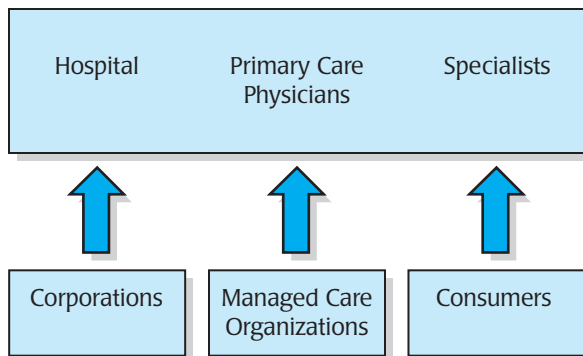 Hospital
Primary Care
Physicians
Specialists
Corporations
Managed Care
Organizations
Consumers